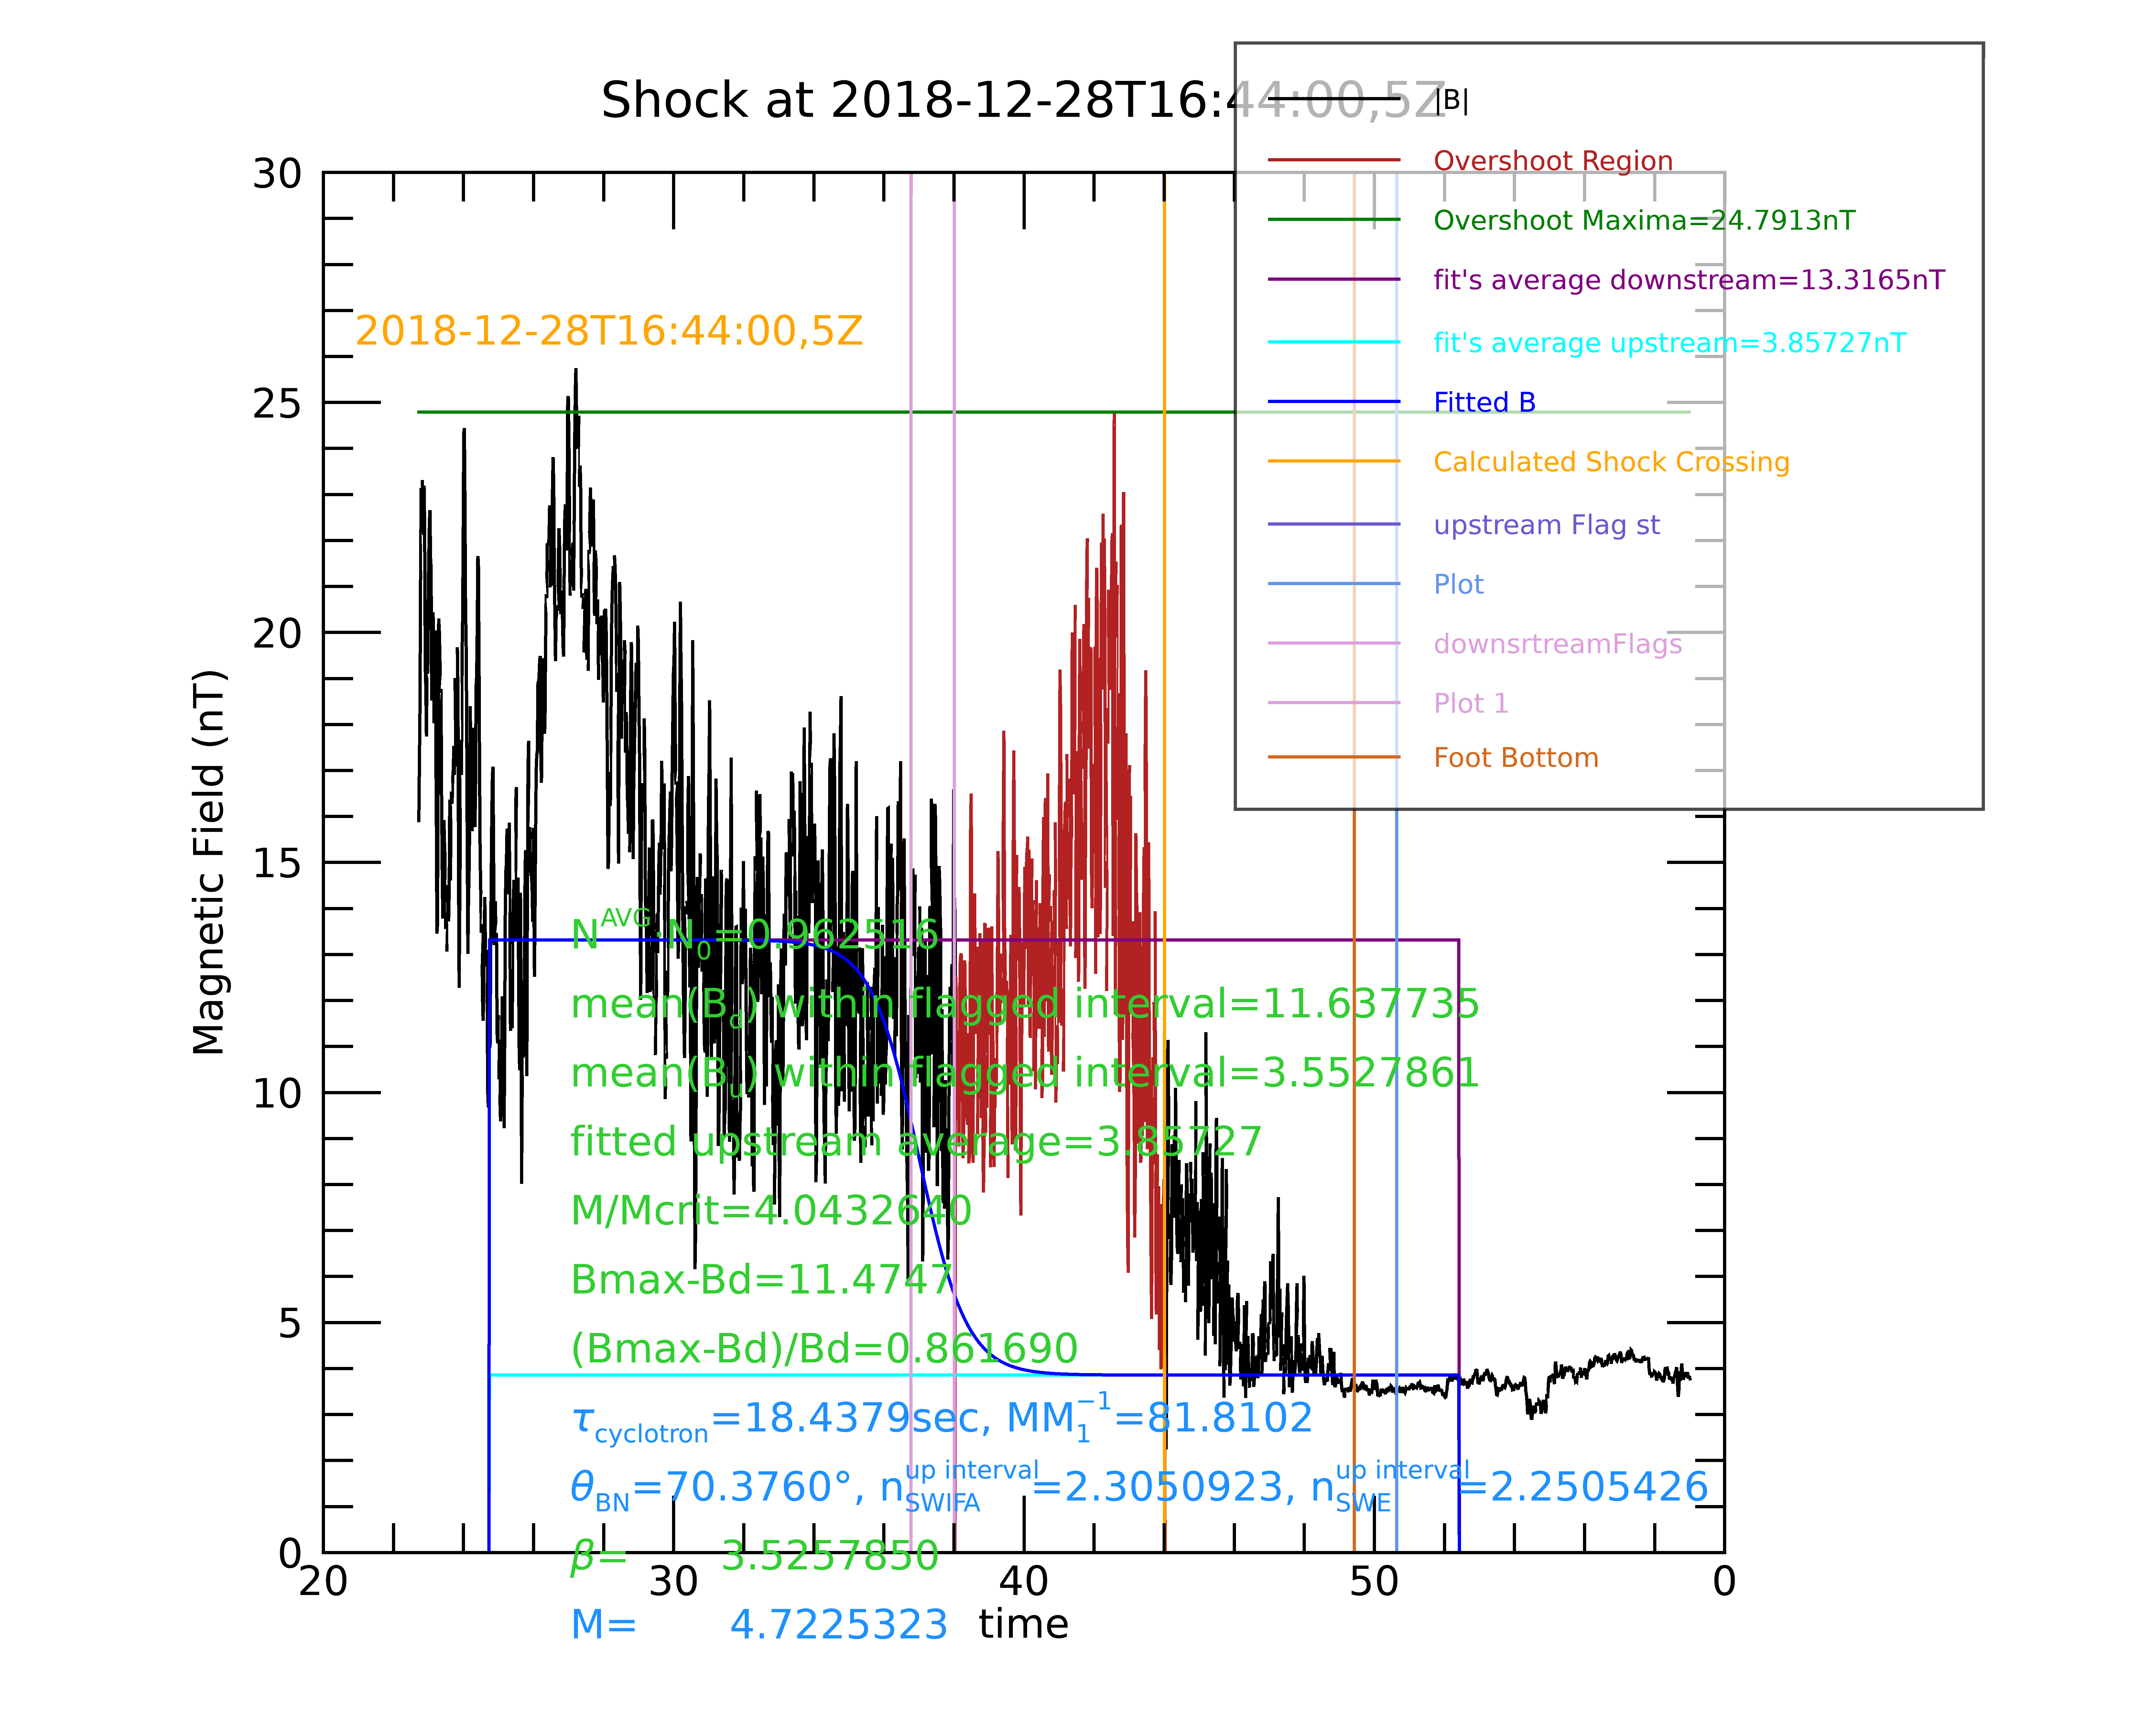 Shock at 2018-12-28T16:44:00,5Z
|B|
Overshoot Region
Overshoot Maxima=24.7913nT
fit's average downstream=13.3165nT
fit's average upstream=3.85727nT
Fitted B
Calculated Shock Crossing
upstream Flag st
Plot
downsrtreamFlags
Plot 1
Foot Bottom
2018-12-28T16:44:00,5Z
Magnetic Field (nT)
30
25
20
15
10
5
0
N^AVG·N_0=0.962516
mean(B_d) within flagged interval=11.637735
mean(B_U) within flagged interval=3.5527861
fitted upstream average=3.85727
M/Mcrit=4.0432640
Bmax-Bd=11.4747
(Bmax-Bd)/Bd=0.861690
τ_cyclotron=18.4379sec, MM_1^−1=81.8102
θ_BN=70.3760°, n_SWIFA^up interval=2.3050923, n_SWE^up interval=2.2505426
β= 3.5257850
M= 4.7225323
20 30 40 50 0
time